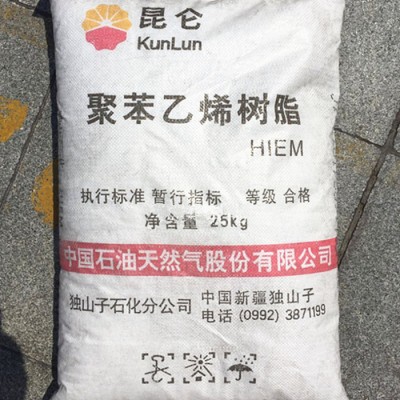 昆仑
KunLun
聚苯乙烯树脂
HIEM
执行标准 暂行指标 等级 合格
净含量 25kg
中国石油天然气股份有限公司
独山子石化分公司 中国新疆独山子
电话 (0992) 3871199